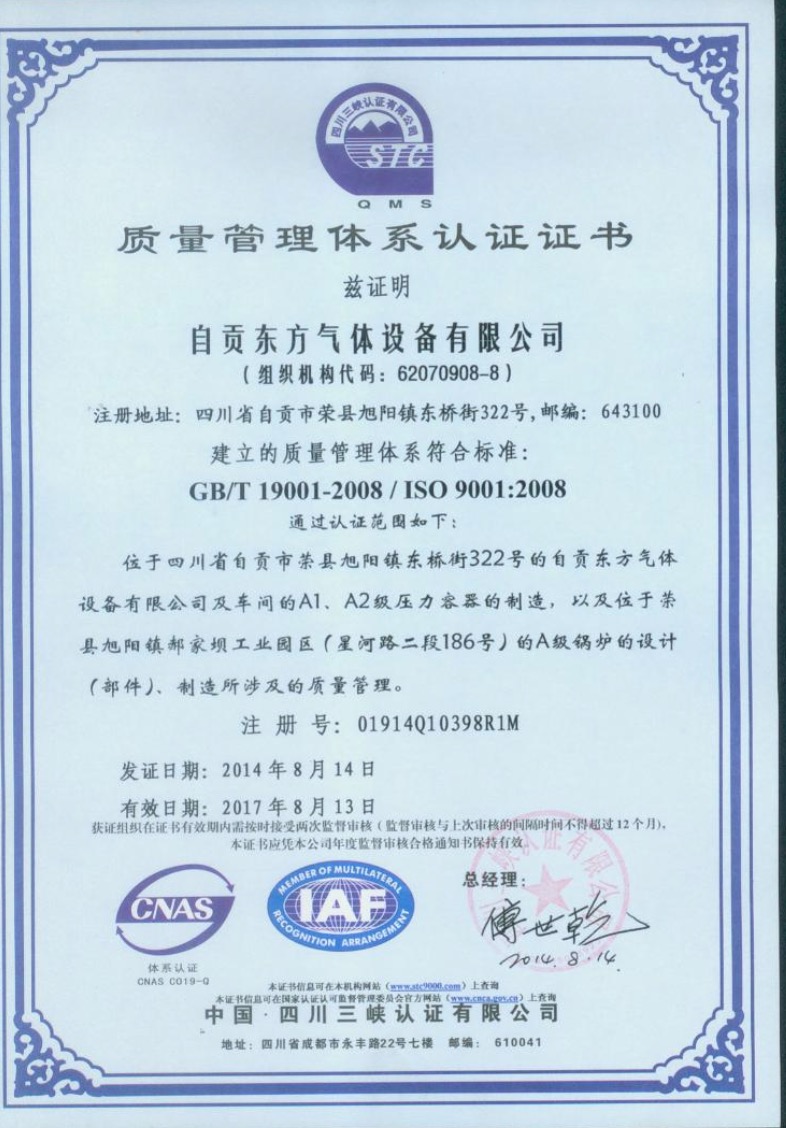 四川三峡认证有限公司
STC
QMS
质量管理体系认证证书
兹证明
自贡东方气体设备有限公司
(组织机构代码：62070908-8)
注册地址：四川省自贡市荣县旭阳镇东桥街322号,邮编：643100
建立的质量管理体系符合标准：
GB/T 19001-2008 / ISO 9001:2008
通过认证范围如下：
位于四川省自贡市荣县旭阳镇东桥街322号的自贡东方气体
设备有限公司及车间的A1、A2级压力容器的制造，以及位于荣
县旭阳镇郝家坝工业园区(星河路二段186号)的A级锅炉的设计
(部件)、制造所涉及的质量管理。
注 册 号：01914Q10398R1M
发证日期：2014年8月14日
有效日期：2017年8月13日
获证组织在证书有效期内需按时接受两次监督审核(监督审核与上次审核的间隔时间不得超过12个月),
本证书应凭本公司年度监督审核合格通知书保持有效
CNAS
体系认证
CNAS C019-Q
MEMBER OF MULTILATERAL
IAF
RECOGNITION ARRANGEMENT
总经理：
傅世乾
2014.8.14.
本证书信息可在本机构网站(www.stc9000.com)上查询
本证书信息可在国家认证认可监督管理委员会官方网站(www.cnca.gov.cn)上查询
中国·四川三峡认证有限公司
地址：四川省成都市永丰路22号七楼 邮编：610041